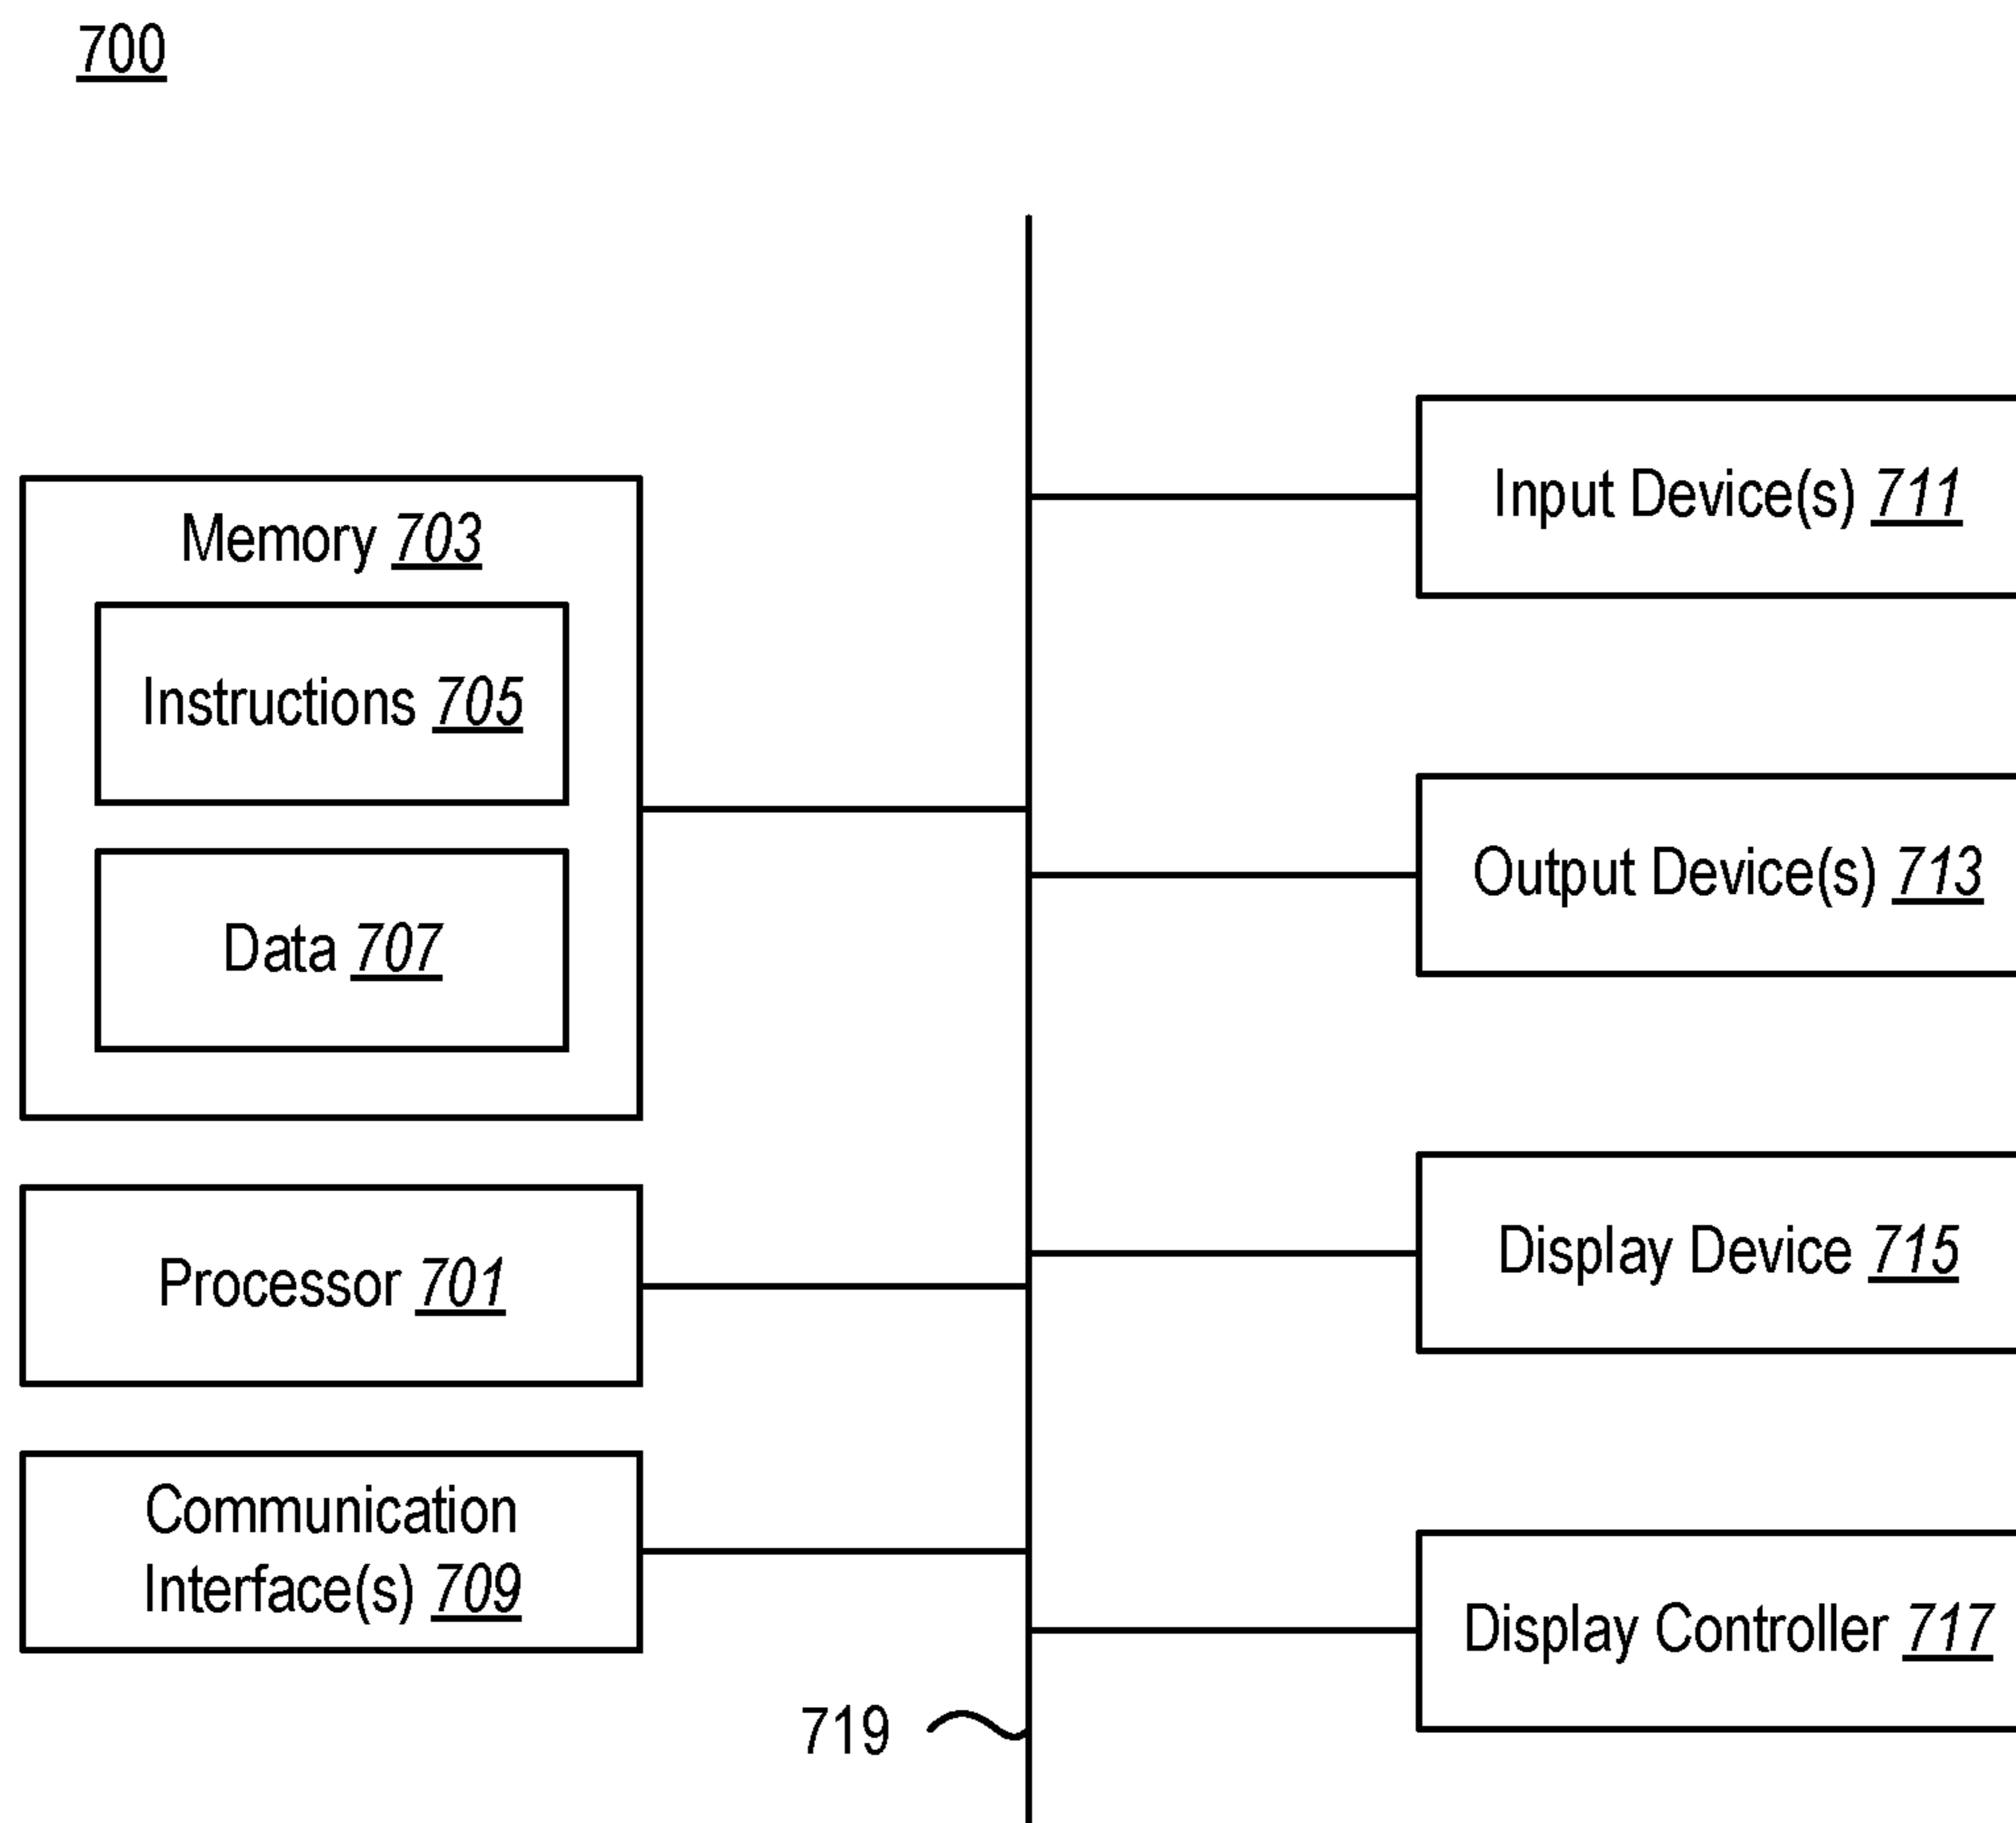 700
Memory 703
Instructions 705
Data 707
Processor 701
Communication
Interface(s) 709
719
Input Device(s) 711
Output Device(s) 713
Display Device 715
Display Controller 717